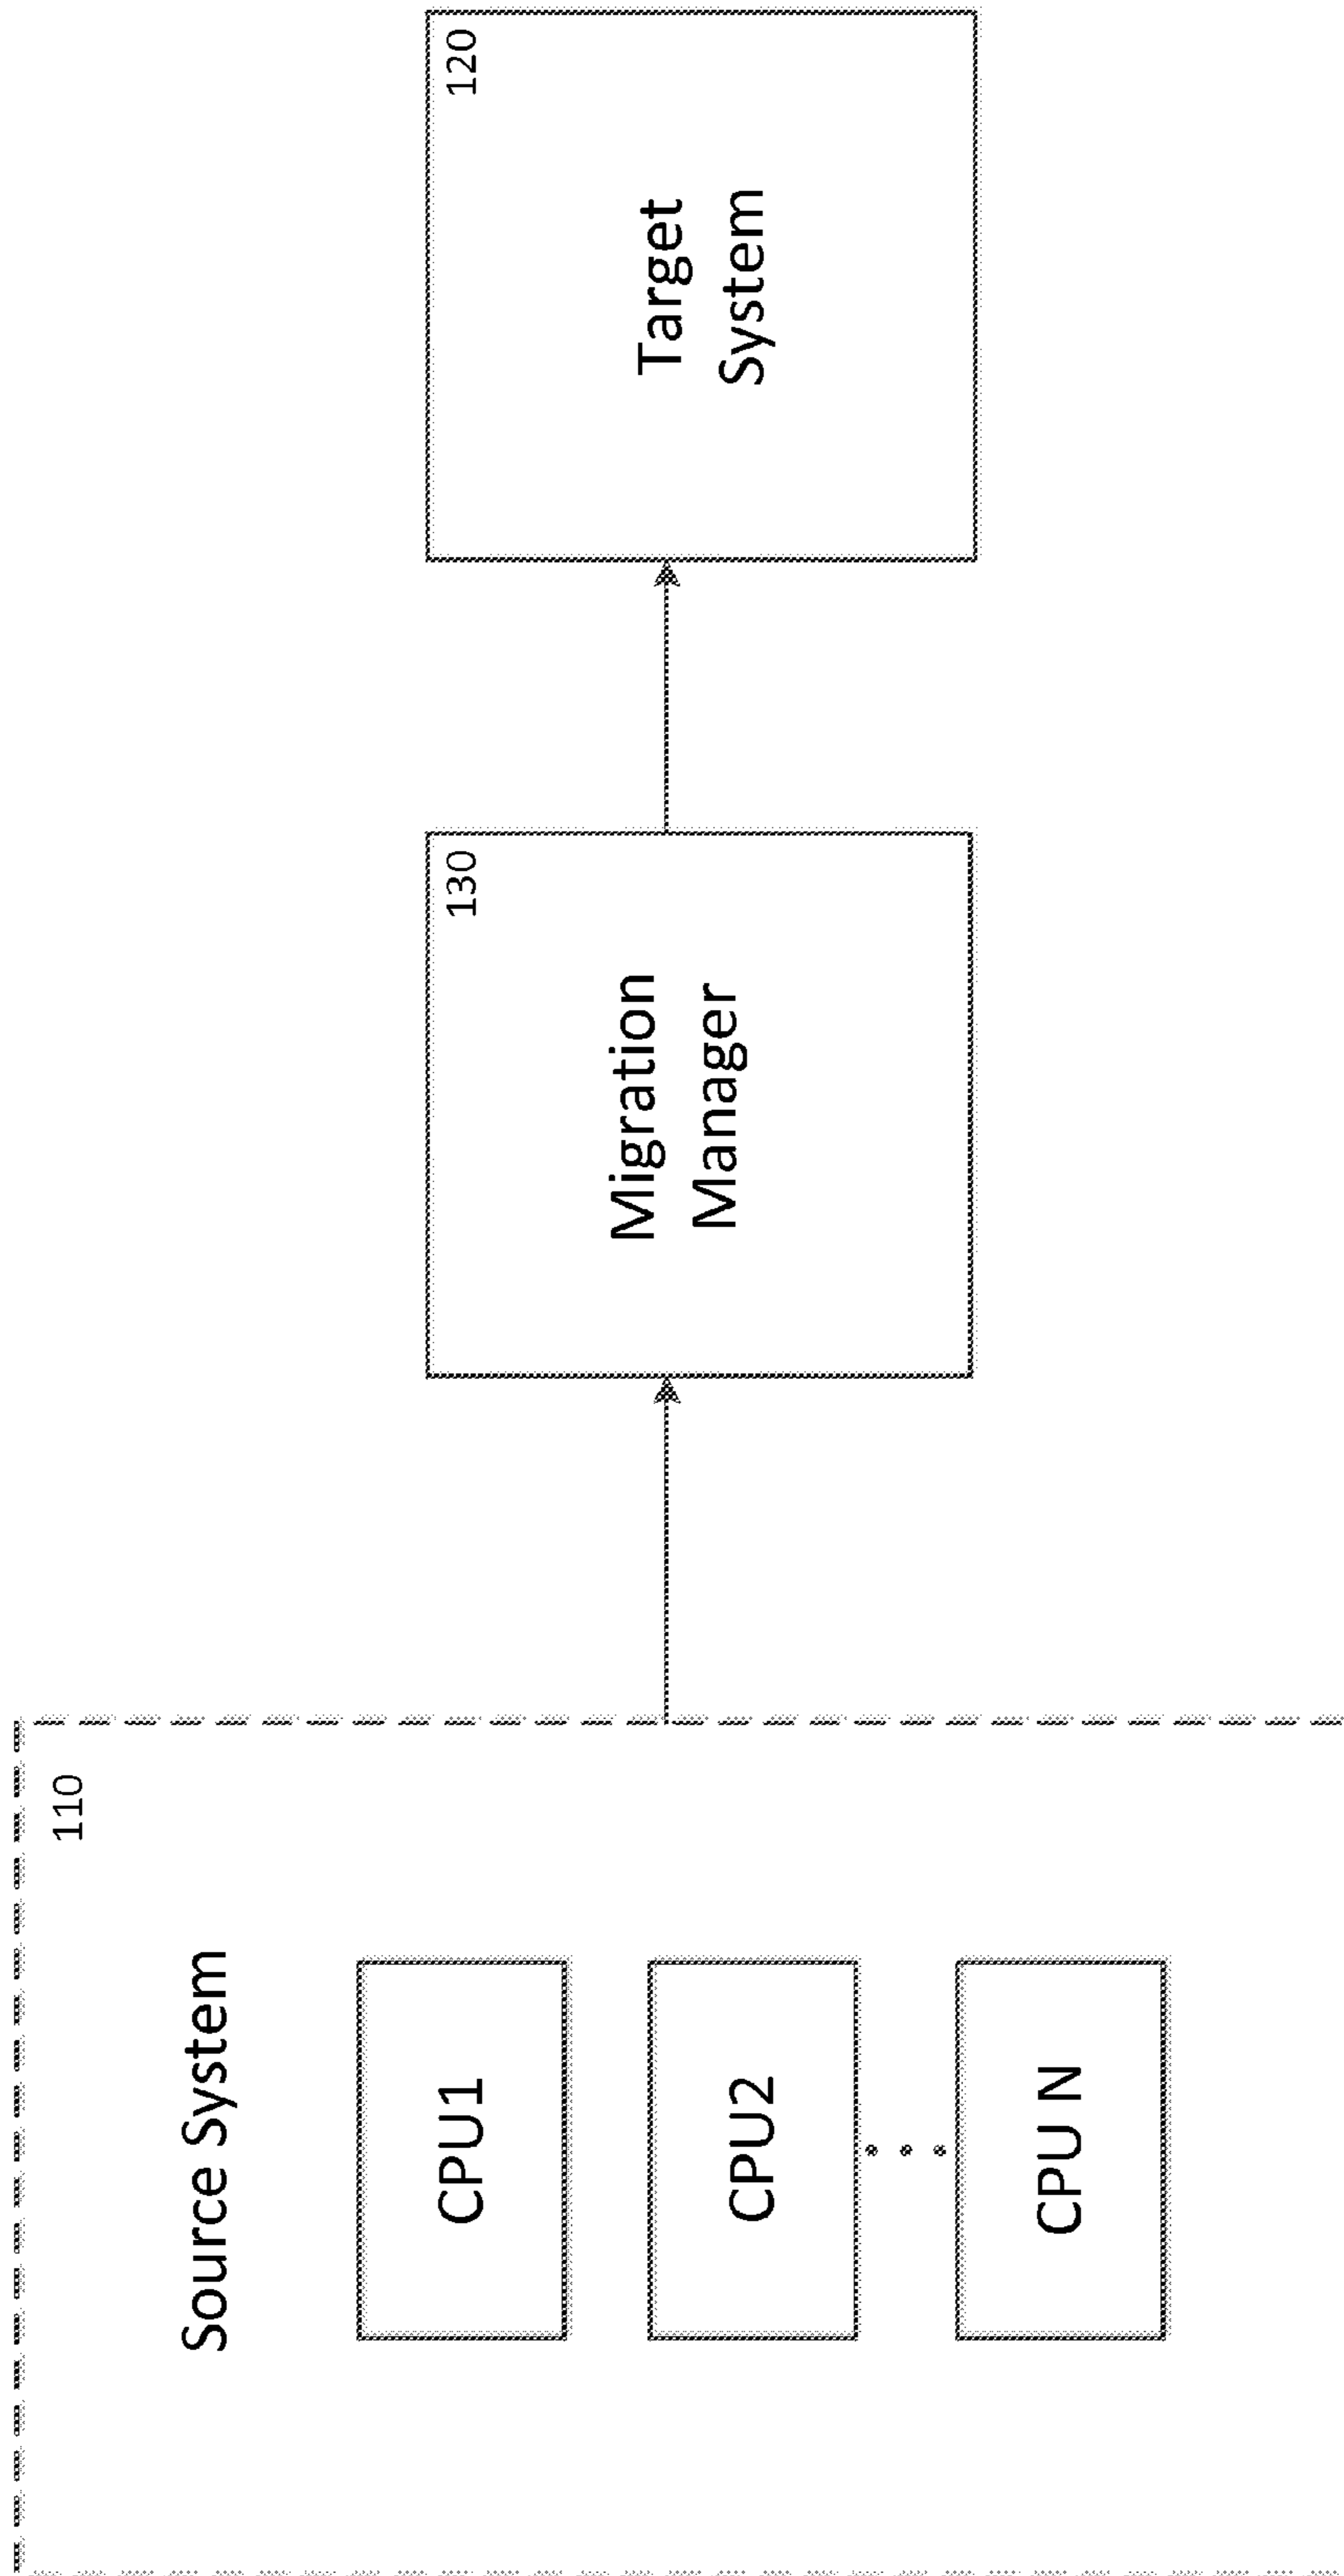 Source System
110
CPU1
CPU2
CPU N
130
Migration
Manager
120
Target
System